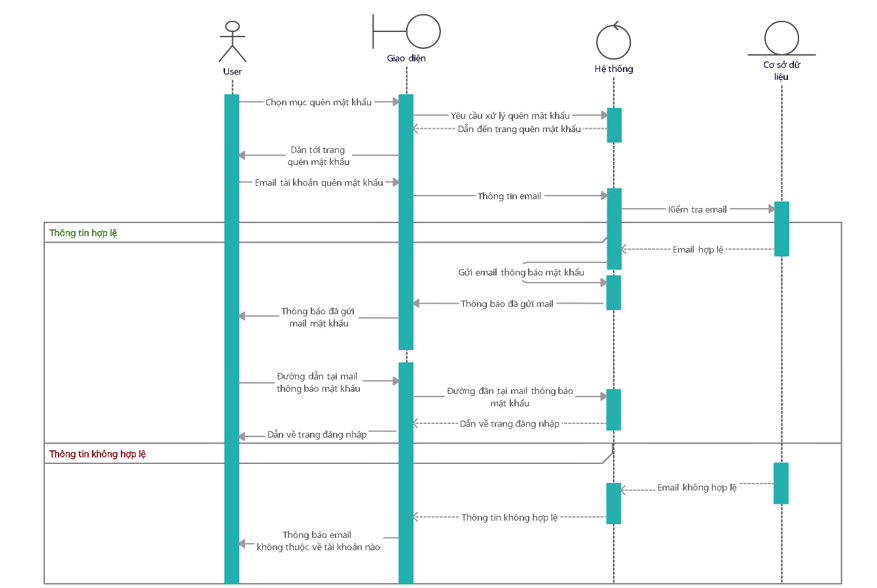 User
Giao diện
Hệ thống
Cơ sở dữ
liệu
Chọn mục quên mật khẩu
Yêu cầu xử lý quên mật khẩu
Dẫn đến trang quên mật khẩu
Dẫn tới trang
quên mật khẩu
Email tài khoản quên mật khẩu
Thông tin email
Kiểm tra email
Thông tin hợp lệ
Email hợp lệ
Gửi email thông báo mật khẩu
Thông báo đã gửi mail
Thông báo đã gửi
mail mật khẩu
Đường dẫn tại mail
thông báo mật khẩu
Đường dẫn tại mail thông báo
mật khẩu
Dẫn về trang đăng nhập
Dẫn về trang đăng nhập
Thông tin không hợp lệ
Email không hợp lệ
Thông tin không hợp lệ
Thông báo email
không thuộc về tài khoản nào